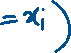 = x_i )